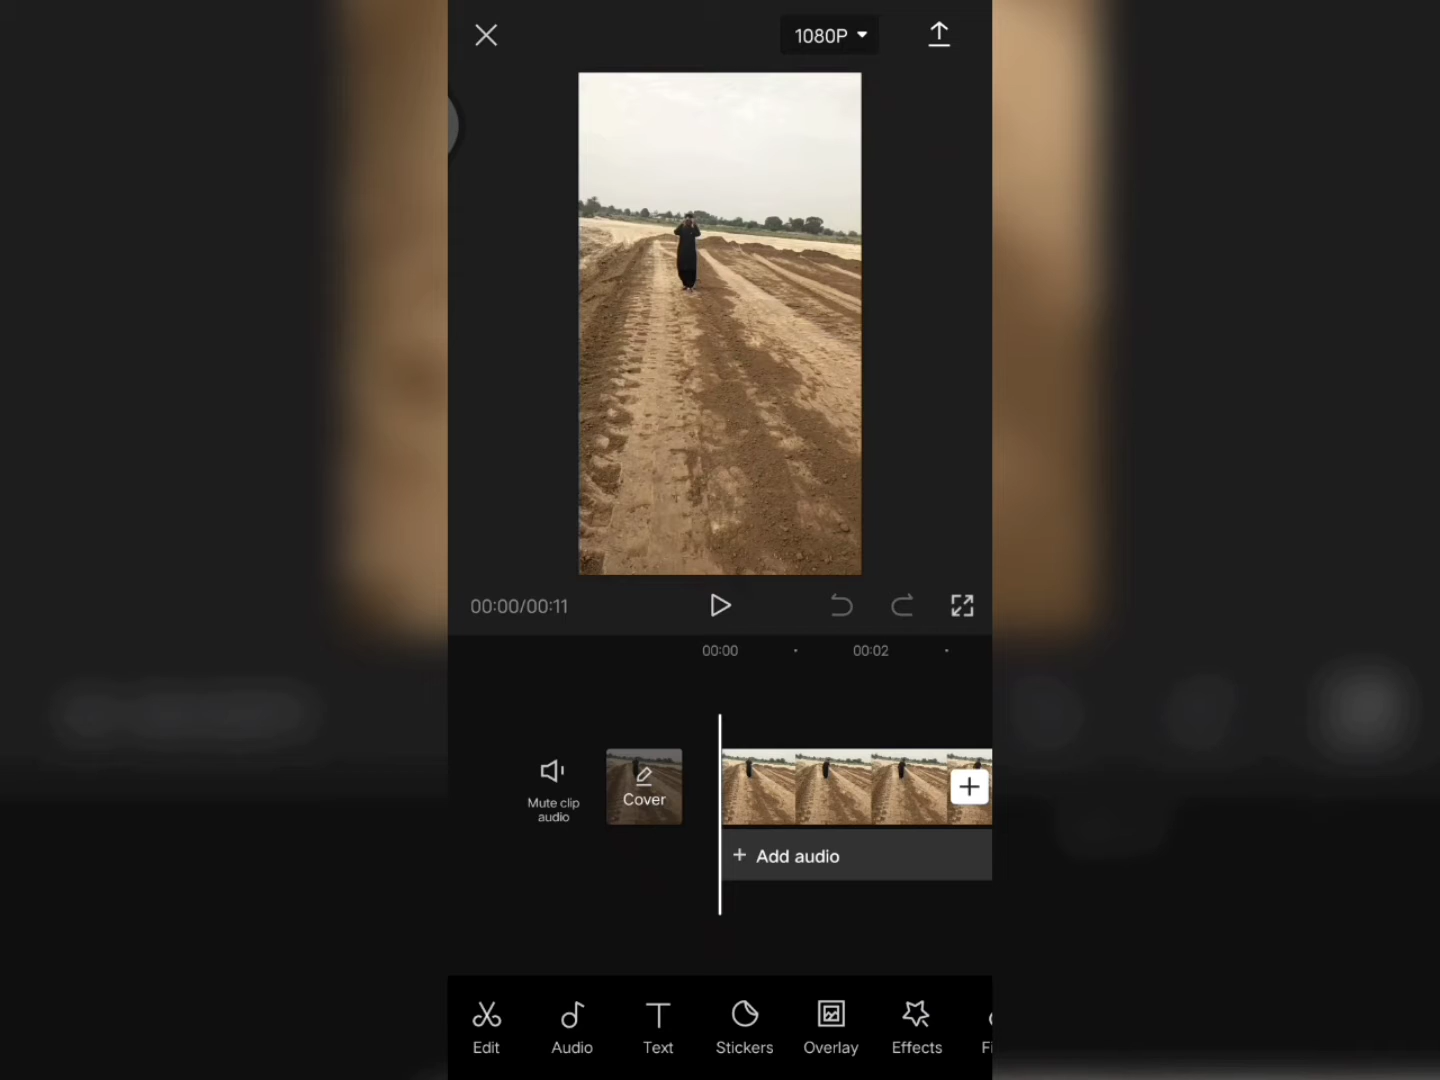 1080P
00:00/00:11
00:00
00:02
Mute clip
audio
Cover
Add audio
Edit
Audio
Text
Stickers
Overlay
Effects
Fi